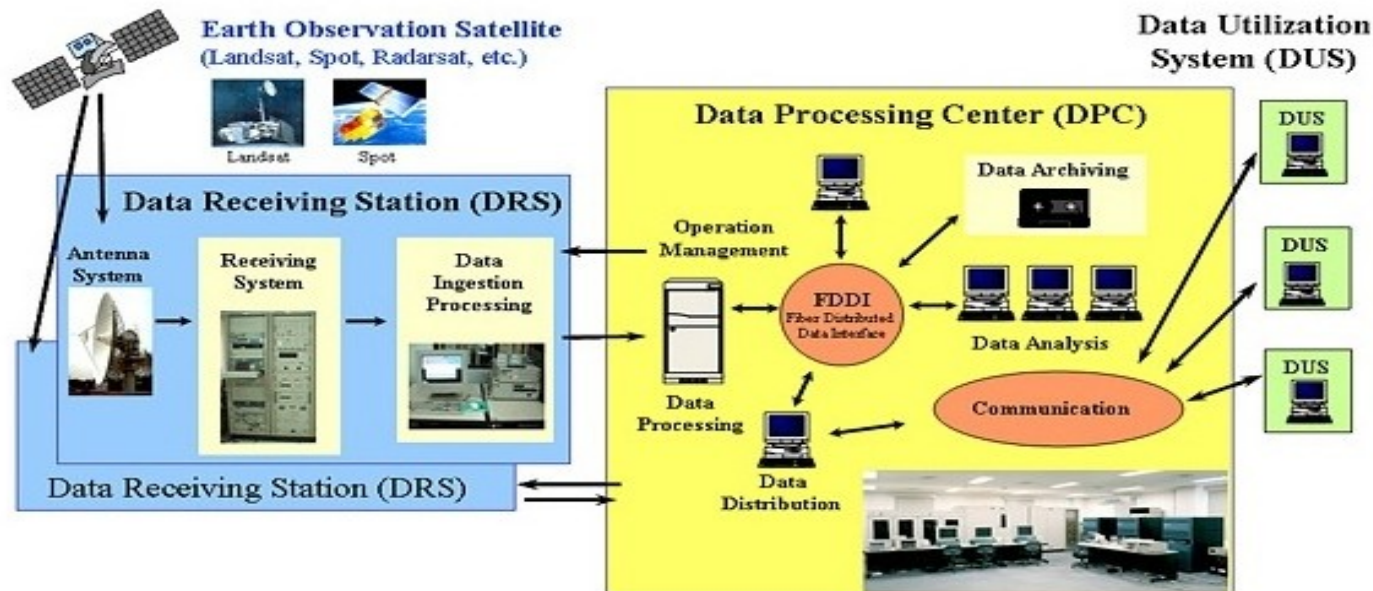 Earth Observation Satellite
(Landsat, Spot, Radarsat, etc.)
Landsat
Spot
Data Receiving Station (DRS)
Antenna
System
Receiving
System
Data
Ingestion
Processing
Data Receiving Station (DRS)
Data Processing Center (DPC)
Operation
Management
Data Archiving
FDDI
Fiber Distributed
Data Interface
Data Analysis
Data
Processing
Communication
Data
Distribution
Data Utilization
System (DUS)
DUS
DUS
DUS